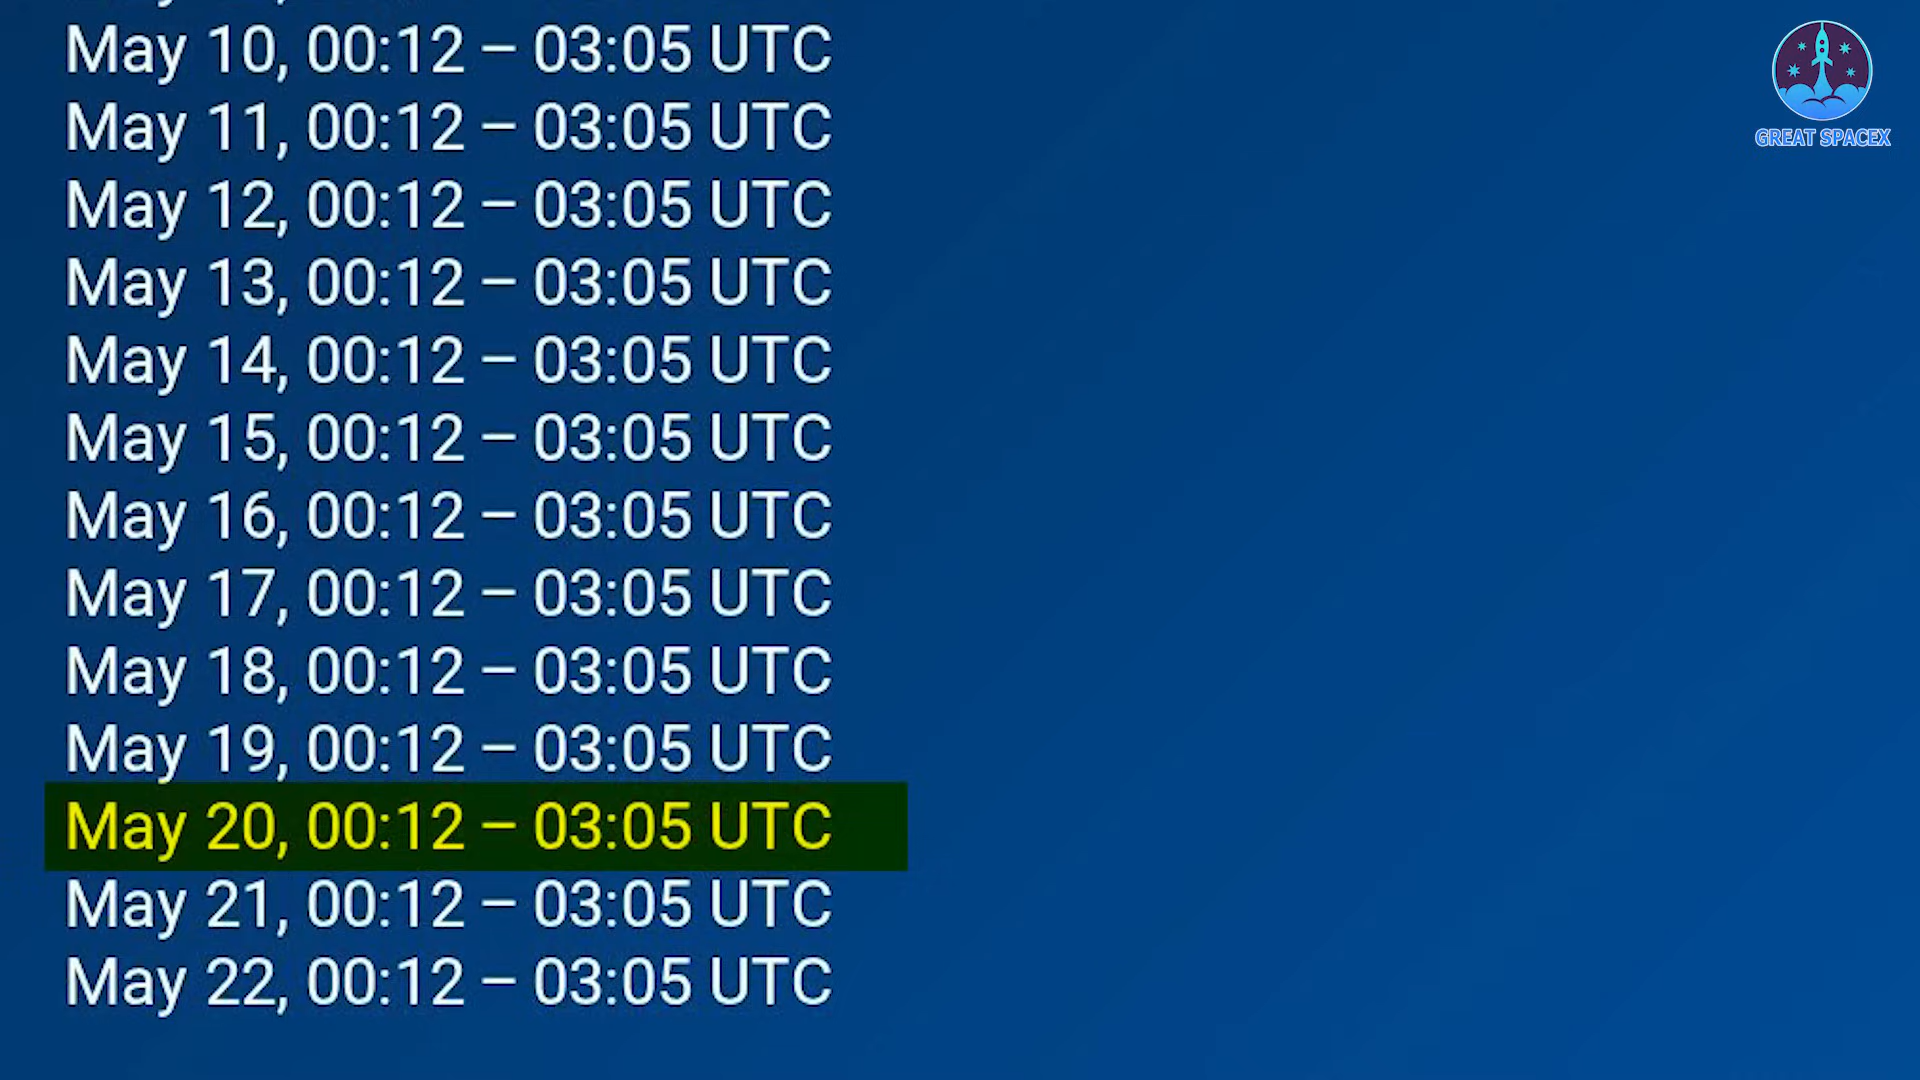 May 10, 00:12 – 03:05 UTC
May 11, 00:12 – 03:05 UTC
May 12, 00:12 – 03:05 UTC
May 13, 00:12 – 03:05 UTC
May 14, 00:12 – 03:05 UTC
May 15, 00:12 – 03:05 UTC
May 16, 00:12 – 03:05 UTC
May 17, 00:12 – 03:05 UTC
May 18, 00:12 – 03:05 UTC
May 19, 00:12 – 03:05 UTC
May 20, 00:12 – 03:05 UTC
May 21, 00:12 – 03:05 UTC
May 22, 00:12 – 03:05 UTC
GREAT SPACEX